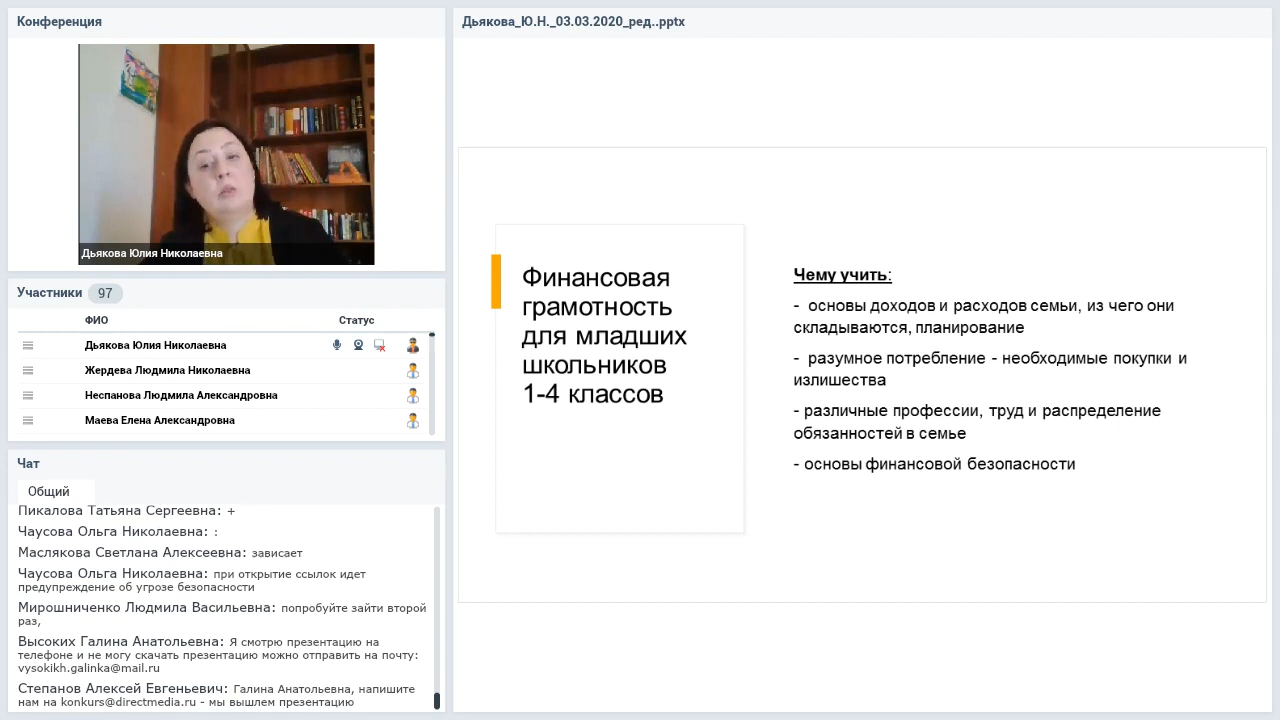 Конференция
Дьякова Юлия Николаевна
Участники 97
ФИО Статус
Дьякова Юлия Николаевна
Жердева Людмила Николаевна
Неспанова Людмила Александровна
Маева Елена Александровна
Чат
Общий
Пикалова Татьяна Сергеевна: +
Чаусова Ольга Николаевна: :
Маслякова Светлана Алексеевна: зависает
Чаусова Ольга Николаевна: при открытие ссылок идет
предупреждение об угрозе безопасности
Мирошниченко Людмила Васильевна: попробуйте зайти второй
раз,
Высоких Галина Анатольевна: Я смотрю презентацию на
телефоне и не могу скачать презентацию можно отправить на почту:
vysokikh.galinka@mail.ru
Степанов Алексей Евгеньевич: Галина Анатольевна, напишите
нам на konkurs@directmedia.ru - мы вышлем презентацию
Дьякова_Ю.Н._03.03.2020_ред..pptx
Финансовая
грамотность
для младших
школьников
1-4 классов
Чему учить:
- основы доходов и расходов семьи, из чего они
складываются, планирование
- разумное потребление - необходимые покупки и
излишества
- различные профессии, труд и распределение
обязанностей в семье
- основы финансовой безопасности